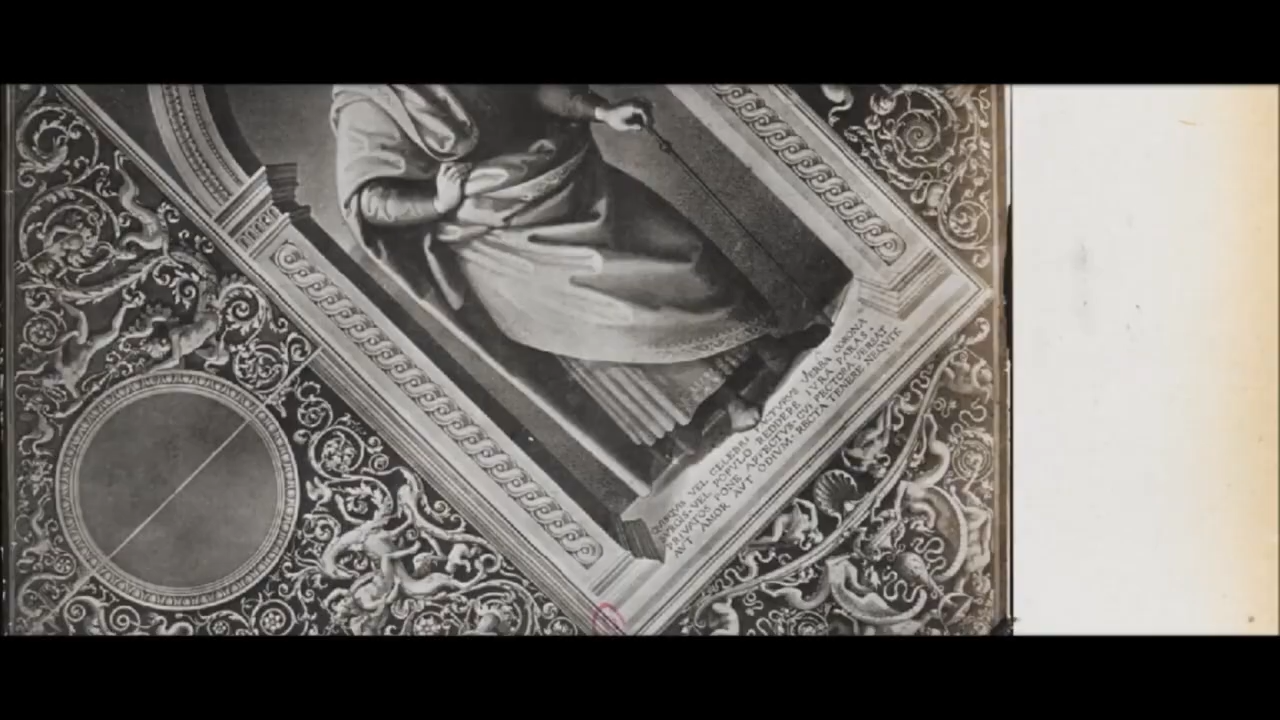 QVISQVIS VEL CELEBRI FACTVRVS VERBA CORONA
SVRGIS·VEL POPVLO REDDERE IVRA PARAS·
PRIVATOS PONE AFFECTVS·CVI PECTORA VERSAT
AVT AMOR AVT ODIVM· RECTA TENERE NEQVIT·